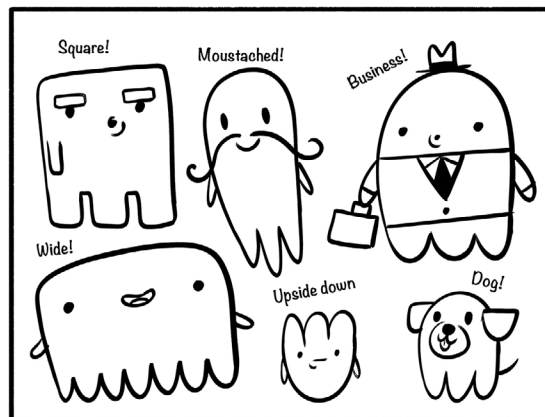 Square!
Moustached!
Business!
Wide!
Upside down
Dog!